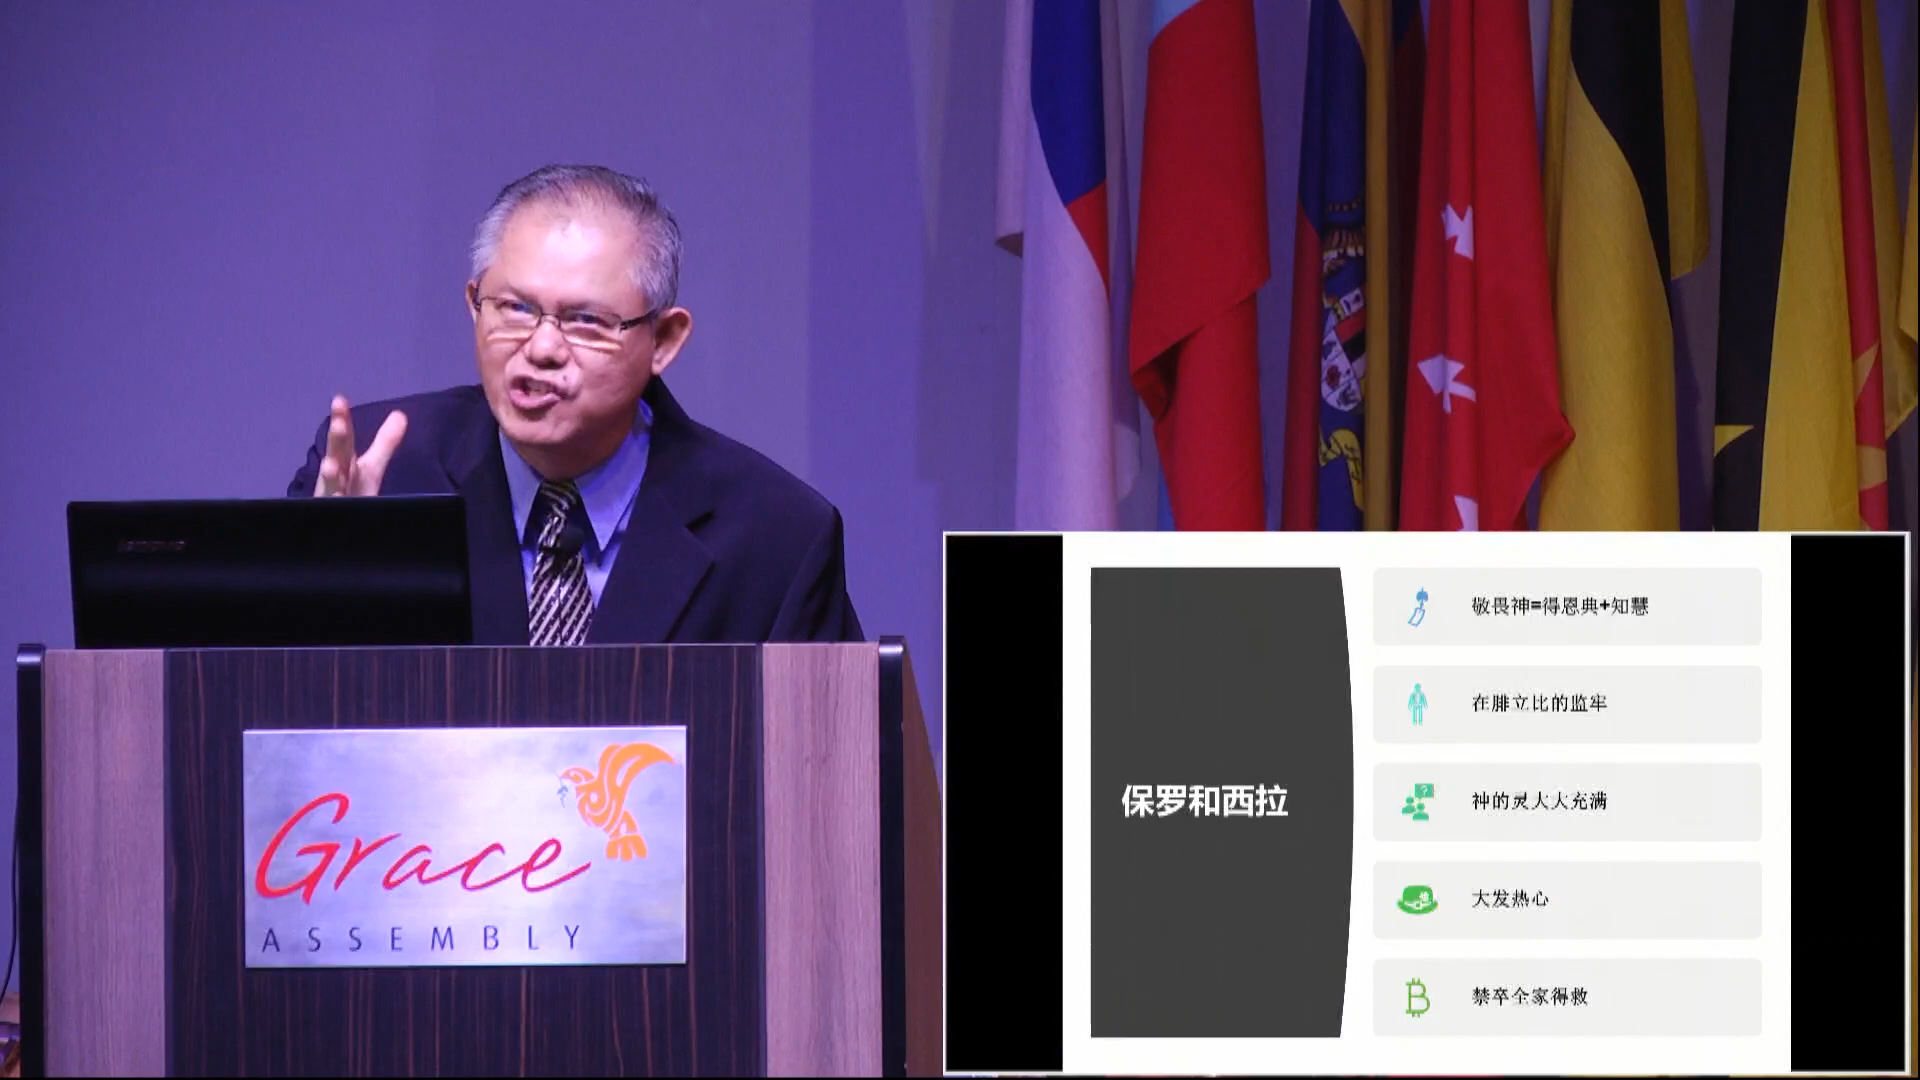 lenovo
Grace
ASSEMBLY
保罗和西拉
敬畏神=得恩典+知慧
在腓立比的监牢
神的灵大大充满
大发热心
禁卒全家得救